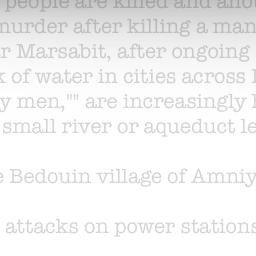 people are killed and
murder after killing a man
r Marsabit, after ongoing
k of water in cities across
y men,"" are increasingly
small river or aqueduct le
e Bedouin village of Amniy
attacks on power stations